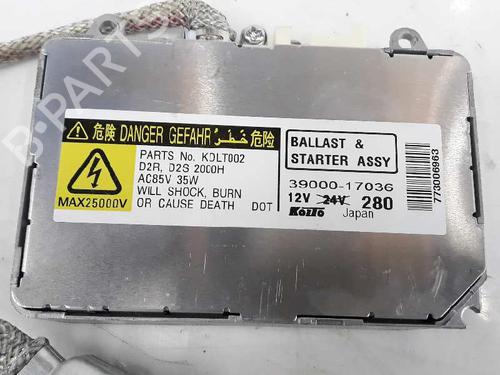 ⚠ 危険 DANGER GEFAHR خطر 危险
PARTS No. KDLT002
D2R, D2S 2000H
AC85V 35W
WILL SHOCK, BURN
OR CAUSE DEATH DOT
MAX25000V
BALLAST &
STARTER ASSY
39000-17036
12V 24V 280
Koito Japan
773006963
B-PARTS